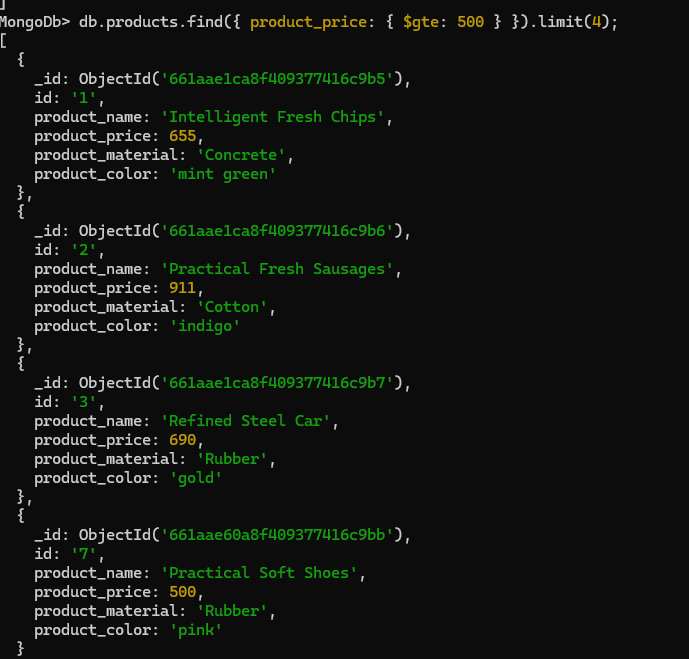 ]
MongoDb> db.products.find({ product_price: { $gte: 500 } }).limit(4);
[
  {
    _id: ObjectId('661aae1ca8f409377416c9b5'),
    id: '1',
    product_name: 'Intelligent Fresh Chips',
    product_price: 655,
    product_material: 'Concrete',
    product_color: 'mint green'
  },
  {
    _id: ObjectId('661aae1ca8f409377416c9b6'),
    id: '2',
    product_name: 'Practical Fresh Sausages',
    product_price: 911,
    product_material: 'Cotton',
    product_color: 'indigo'
  },
  {
    _id: ObjectId('661aae1ca8f409377416c9b7'),
    id: '3',
    product_name: 'Refined Steel Car',
    product_price: 690,
    product_material: 'Rubber',
    product_color: 'gold'
  },
  {
    _id: ObjectId('661aae60a8f409377416c9bb'),
    id: '7',
    product_name: 'Practical Soft Shoes',
    product_price: 500,
    product_material: 'Rubber',
    product_color: 'pink'
  }